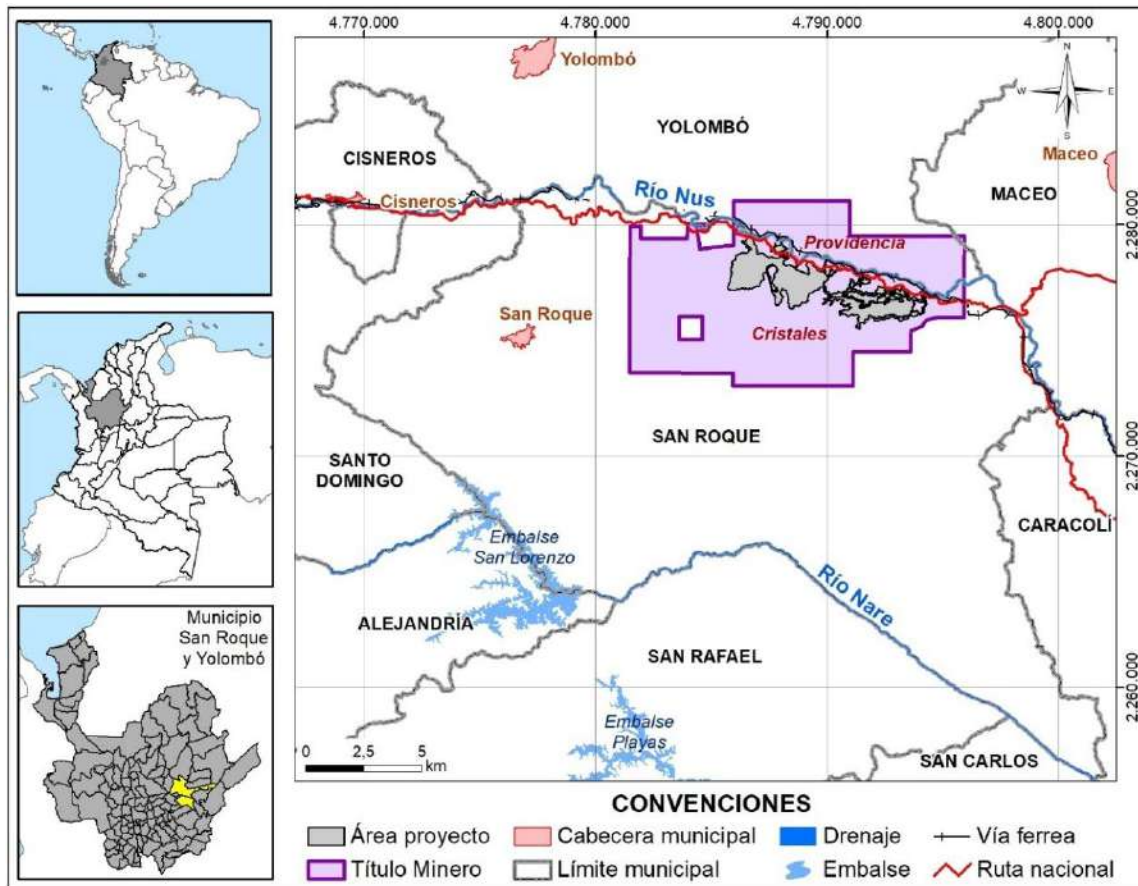 Municipio
San Roque
y Yolombó
4.770.000
4.780.000
4.790.000
4.800.000
N
W
E
S
Yolombó
YOLOMBÓ
Maceo
MACEO
CISNEROS
Cisneros
Río Nus
Providencia
2.280.000
San Roque
Cristales
SAN ROQUE
SANTO
DOMINGO
2.270.000
CARACOLÍ
Embalse
San Lorenzo
Río Nare
ALEJANDRÍA
SAN RAFAEL
2.260.000
Embalse
Playas
SAN CARLOS
0 2,5 5
km
CONVENCIONES
Área proyecto
Cabecera municipal
Drenaje
Vía ferrea
Título Minero
Límite municipal
Embalse
Ruta nacional